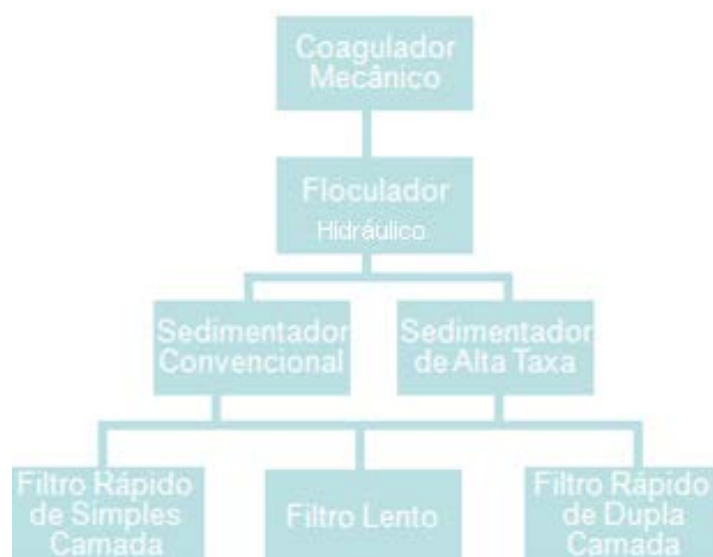 Coagulador
Mecânico
Floculador
Hidráulico
Sedimentador
Convencional
Sedimentador
de Alta Taxa
Filtro Rápido
de Simples
Camada
Filtro Lento
Filtro Rápido
de Dupla
Camada